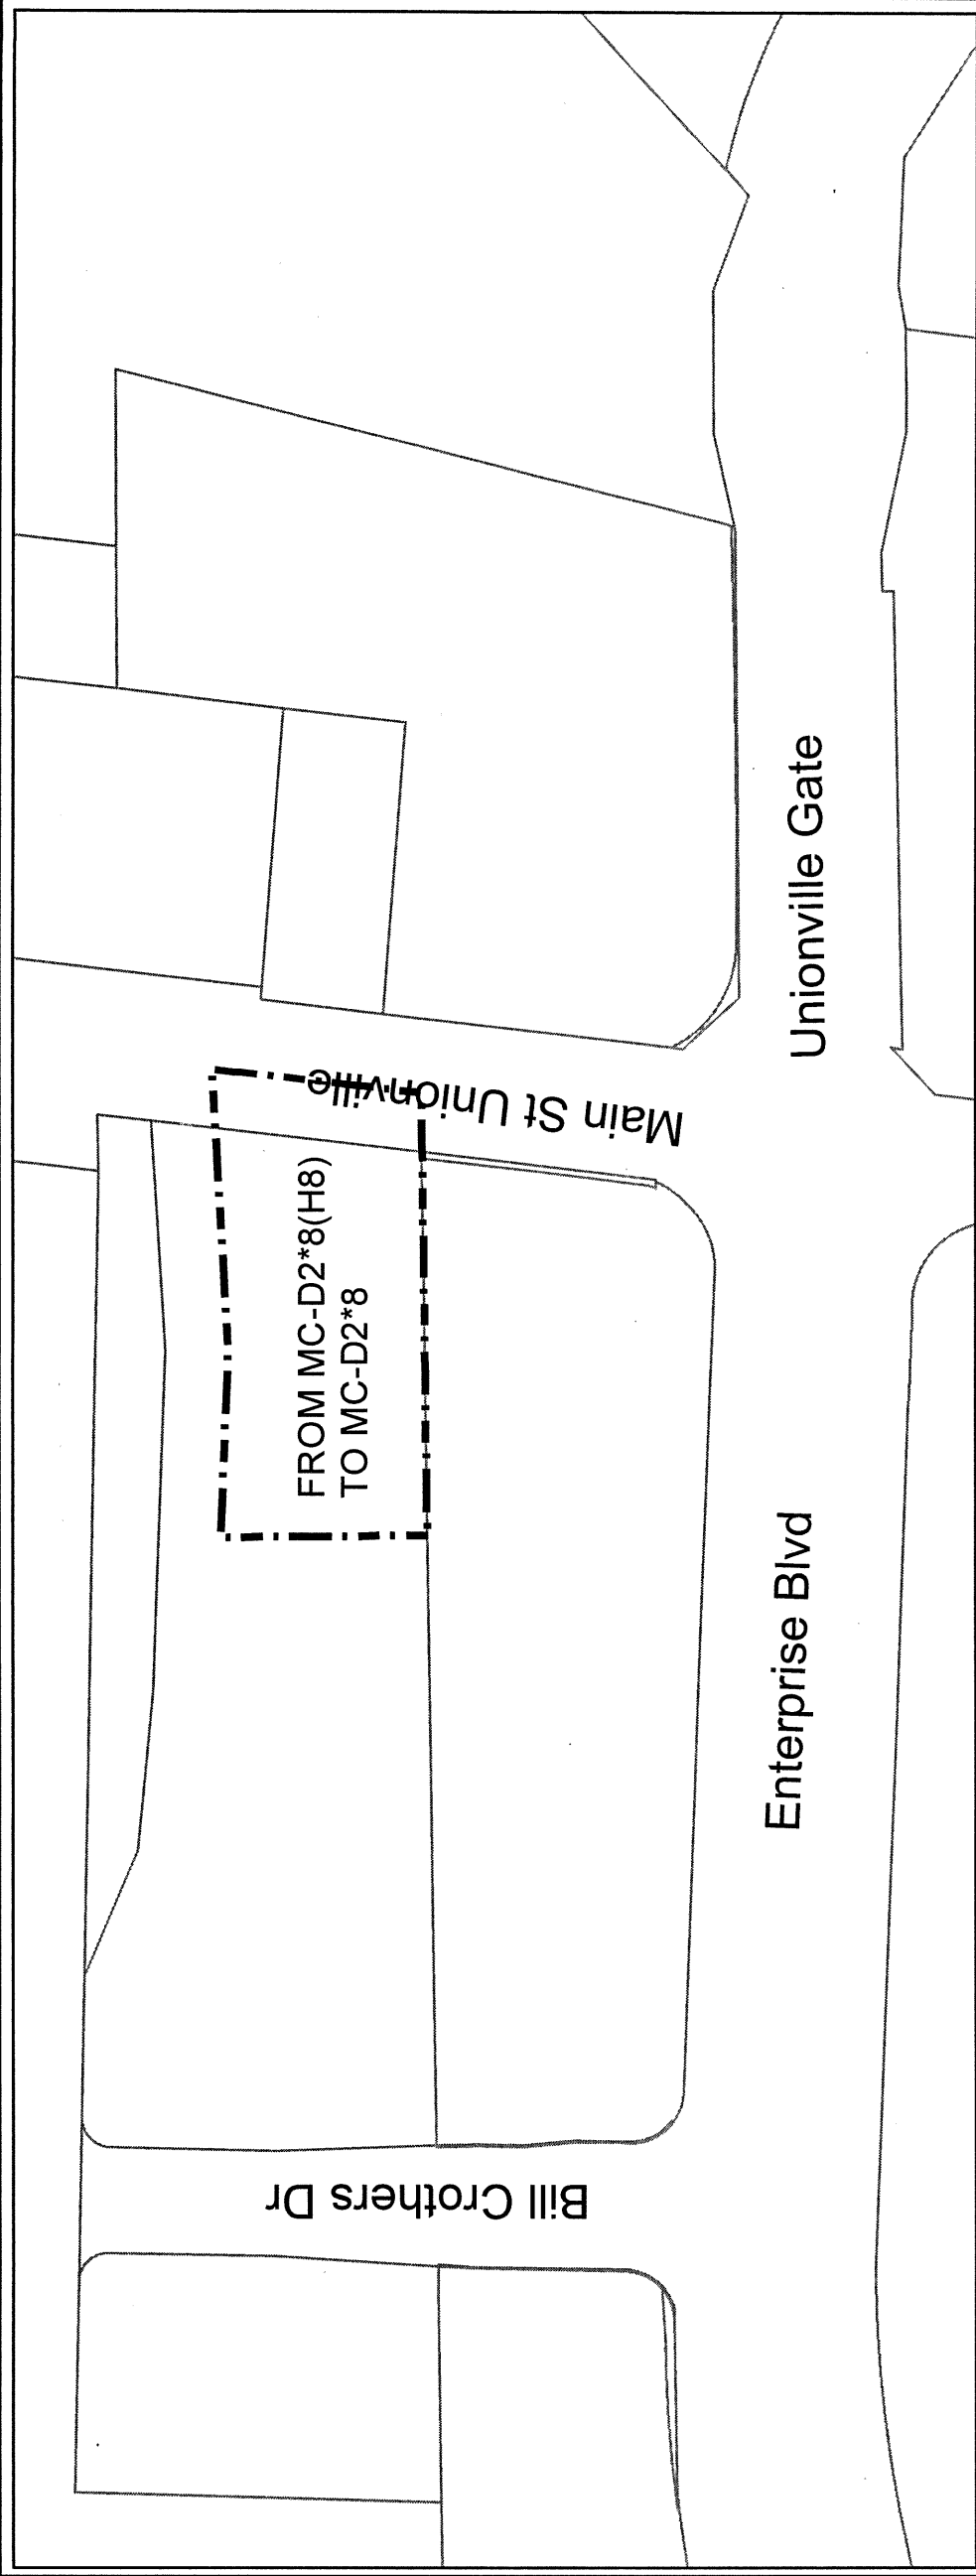 Main St Unionville
FROM MC-D2*8(H8)
TO MC-D2*8
Unionville Gate
Enterprise Blvd
Bill Crothers Dr